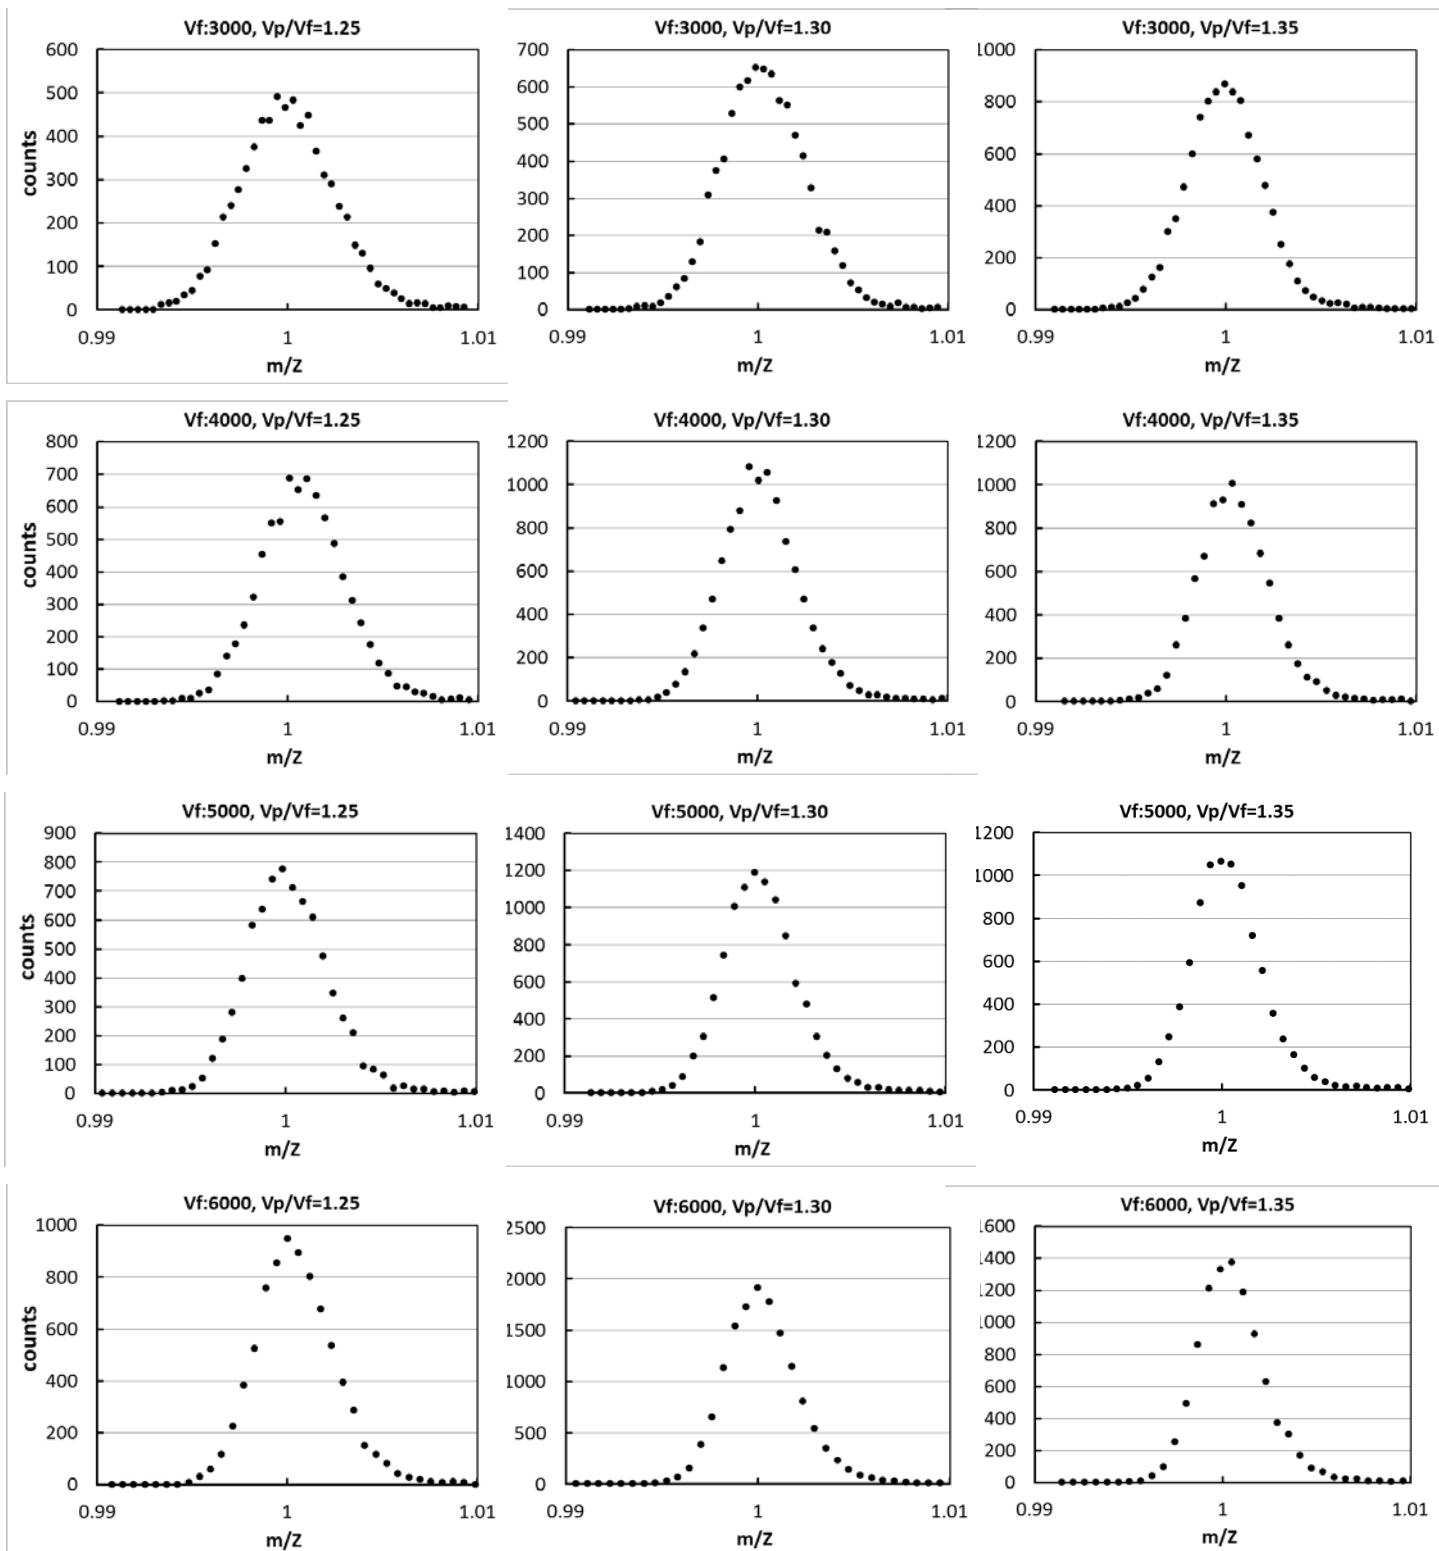 Vf:3000, Vp/Vf=1.25
600
500
400
300
200
100
0
counts
0.99 1 1.01
m/Z
Vf:3000, Vp/Vf=1.30
700
600
500
400
300
200
100
0
0.99 1 1.01
m/Z
Vf:3000, Vp/Vf=1.35
1000
800
600
400
200
0
0.99 1 1.01
m/Z
Vf:4000, Vp/Vf=1.25
800
700
600
500
400
300
200
100
0
counts
0.99 1 1.01
m/Z
Vf:4000, Vp/Vf=1.30
1200
1000
800
600
400
200
0
0.99 1 1.01
m/Z
Vf:4000, Vp/Vf=1.35
1200
1000
800
600
400
200
0
0.99 1 1.01
m/Z
Vf:5000, Vp/Vf=1.25
900
800
700
600
500
400
300
200
100
0
counts
0.99 1 1.01
m/Z
Vf:5000, Vp/Vf=1.30
1400
1200
1000
800
600
400
200
0
0.99 1 1.01
m/Z
Vf:5000, Vp/Vf=1.35
1200
1000
800
600
400
200
0
0.99 1 1.01
m/Z
Vf:6000, Vp/Vf=1.25
1000
800
600
400
200
0
counts
0.99 1 1.01
m/Z
Vf:6000, Vp/Vf=1.30
2500
2000
1500
1000
500
0
0.99 1 1.01
m/Z
Vf:6000, Vp/Vf=1.35
1600
1400
1200
1000
800
600
400
200
0
0.99 1 1.01
m/Z